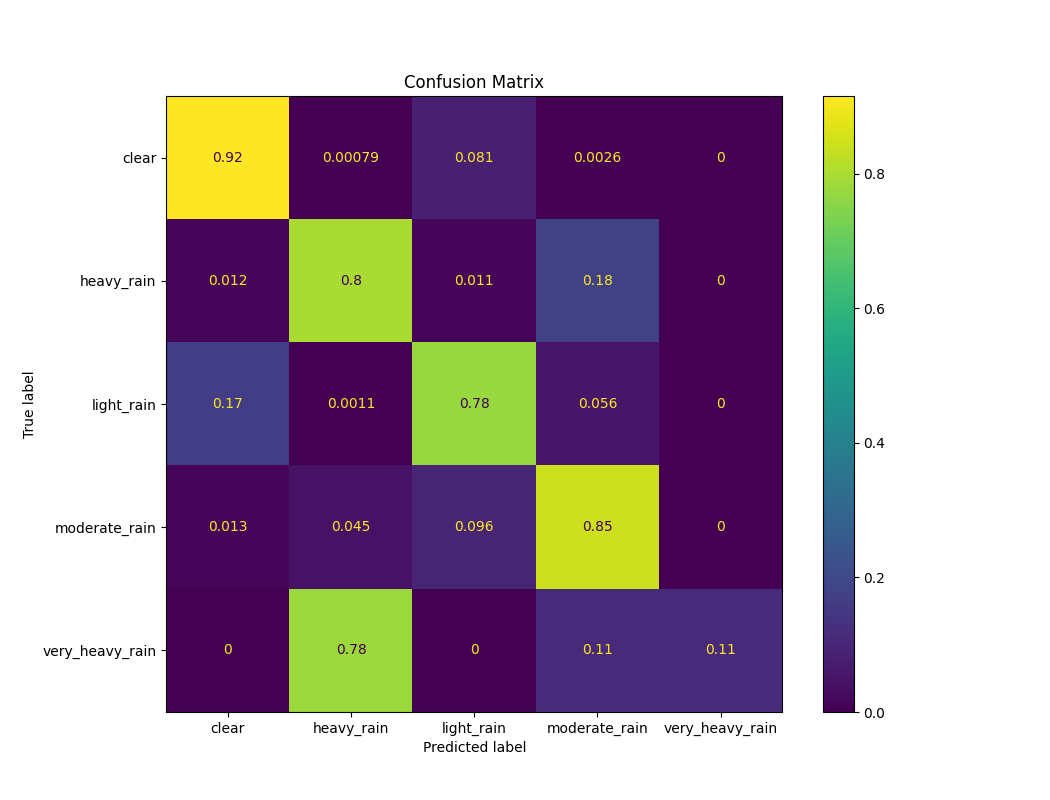 Confusion Matrix
clear 0.92 0.00079 0.081 0.0026 0
heavy_rain 0.012 0.8 0.011 0.18 0
light_rain 0.17 0.0011 0.78 0.056 0
moderate_rain 0.013 0.045 0.096 0.85 0
very_heavy_rain 0 0.78 0 0.11 0.11
clear heavy_rain light_rain moderate_rain very_heavy_rain
Predicted label
True label
0.8
0.6
0.4
0.2
0.0